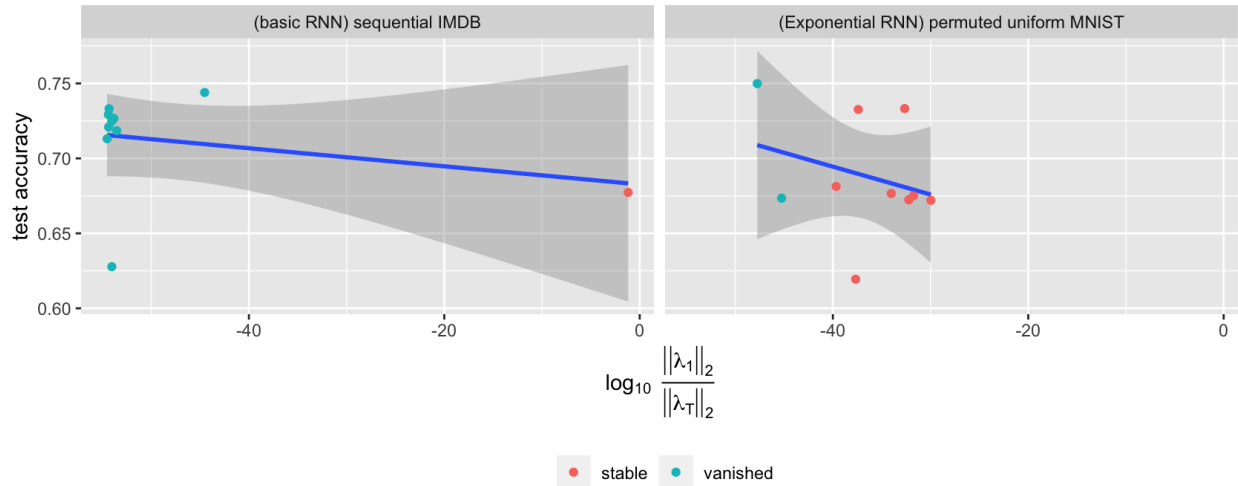 (basic RNN) sequential IMDB
(Exponential RNN) permuted uniform MNIST
test accuracy
0.75
0.70
0.65
0.60
-40
-20
0
-40
-20
0
log₁₀ ||λ₁||₂ / ||λ_T||₂
stable
vanished